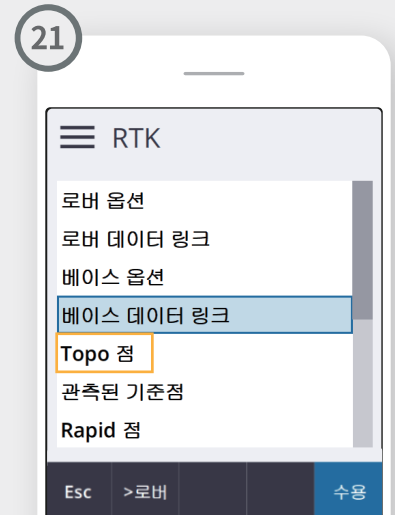 21
RTK
로버 옵션
로버 데이터 링크
베이스 옵션
베이스 데이터 링크
Topo 점
관측된 기준점
Rapid 점
Esc >로버 수용